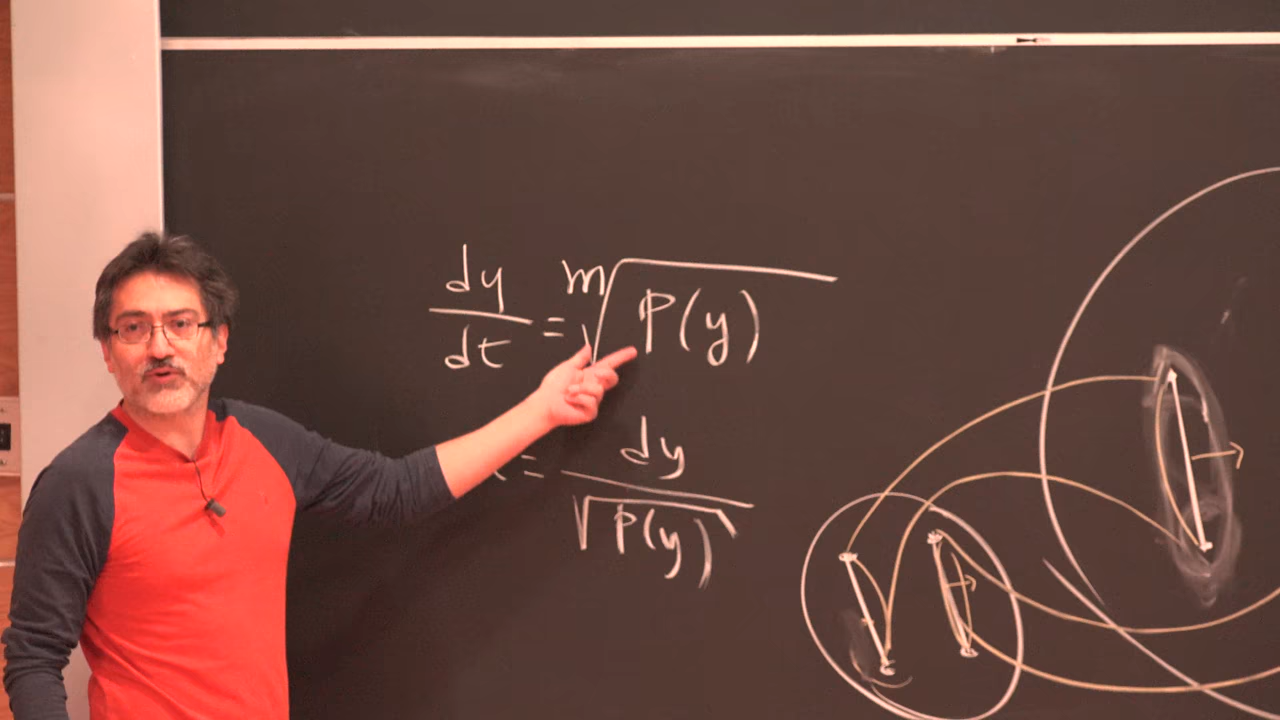 dy/dt = m√P(y)
= dy/√P(y)